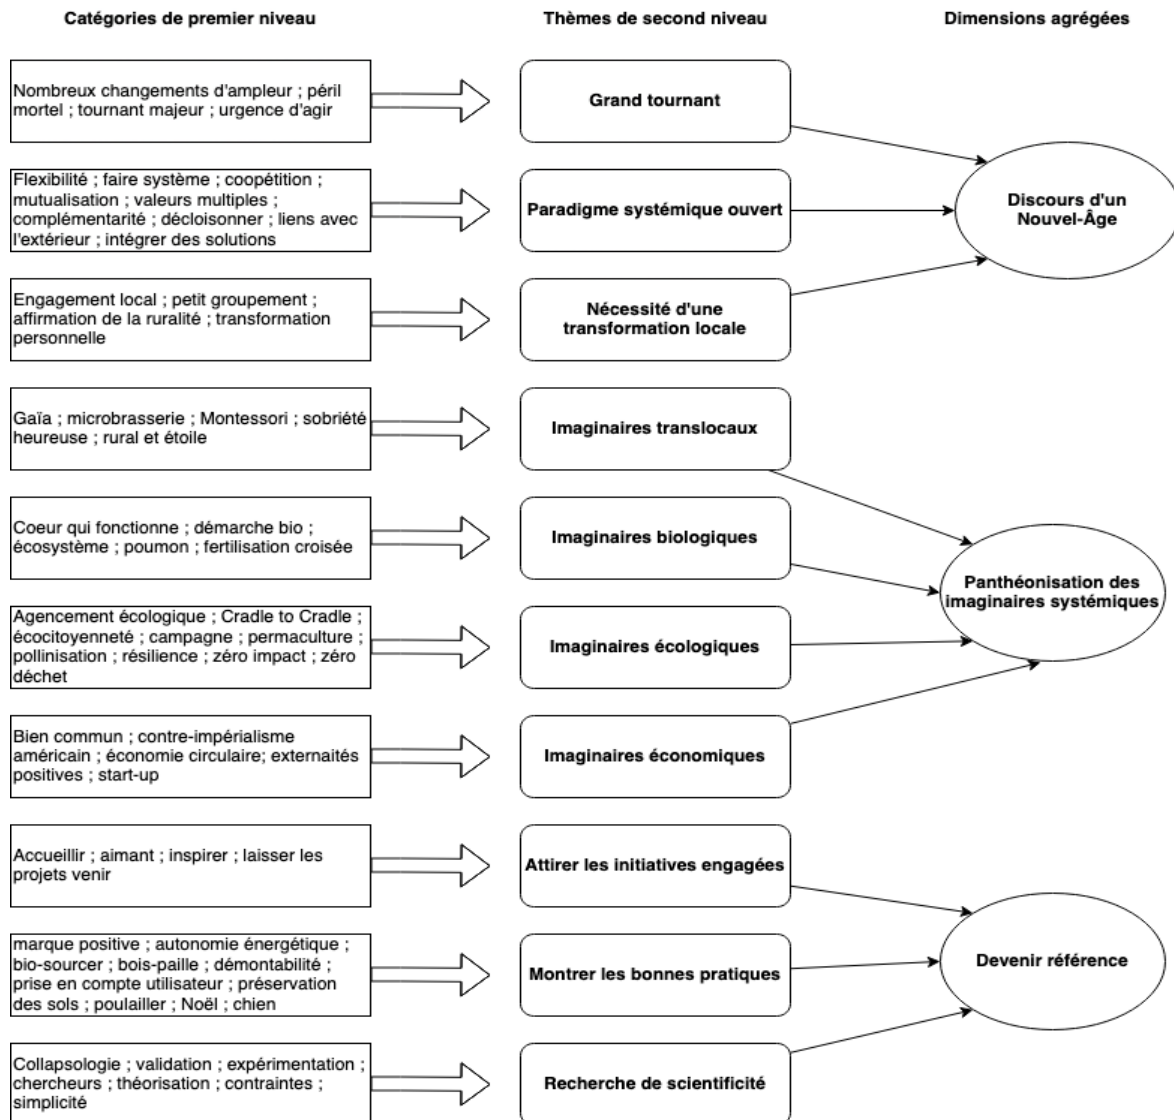 Catégories de premier niveau
Thèmes de second niveau
Dimensions agrégées
Nombreux changements d'ampleur ; péril
mortel ; tournant majeur ; urgence d'agir
Grand tournant
Flexibilité ; faire système ; coopétition ;
mutualisation ; valeurs multiples ;
complémentarité ; décloisonner ; liens avec
l'extérieur ; intégrer des solutions
Paradigme systémique ouvert
Discours d'un
Nouvel-Âge
Engagement local ; petit groupement ;
affirmation de la ruralité ; transformation
personnelle
Nécessité d'une
transformation locale
Gaïa ; microbrasserie ; Montessori ; sobriété
heureuse ; rural et étoile
Imaginaires translocaux
Coeur qui fonctionne ; démarche bio ;
écosystème ; poumon ; fertilisation croisée
Imaginaires biologiques
Panthéonisation des
imaginaires systémiques
Agencement écologique ; Cradle to Cradle ;
écocitoyenneté ; campagne ; permaculture ;
pollinisation ; résilience ; zéro impact ; zéro
déchet
Imaginaires écologiques
Bien commun ; contre-impérialisme
américain ; économie circulaire; externaités
positives ; start-up
Imaginaires économiques
Accueillir ; aimant ; inspirer ; laisser les
projets venir
Attirer les initiatives engagées
marque positive ; autonomie énergétique ;
bio-sourcer ; bois-paille ; démontabilité ;
prise en compte utilisateur ; préservation
des sols ; poulailler ; Noël ; chien
Montrer les bonnes pratiques
Devenir référence
Collapsologie ; validation ; expérimentation ;
chercheurs ; théorisation ; contraintes ;
simplicité
Recherche de scientificité